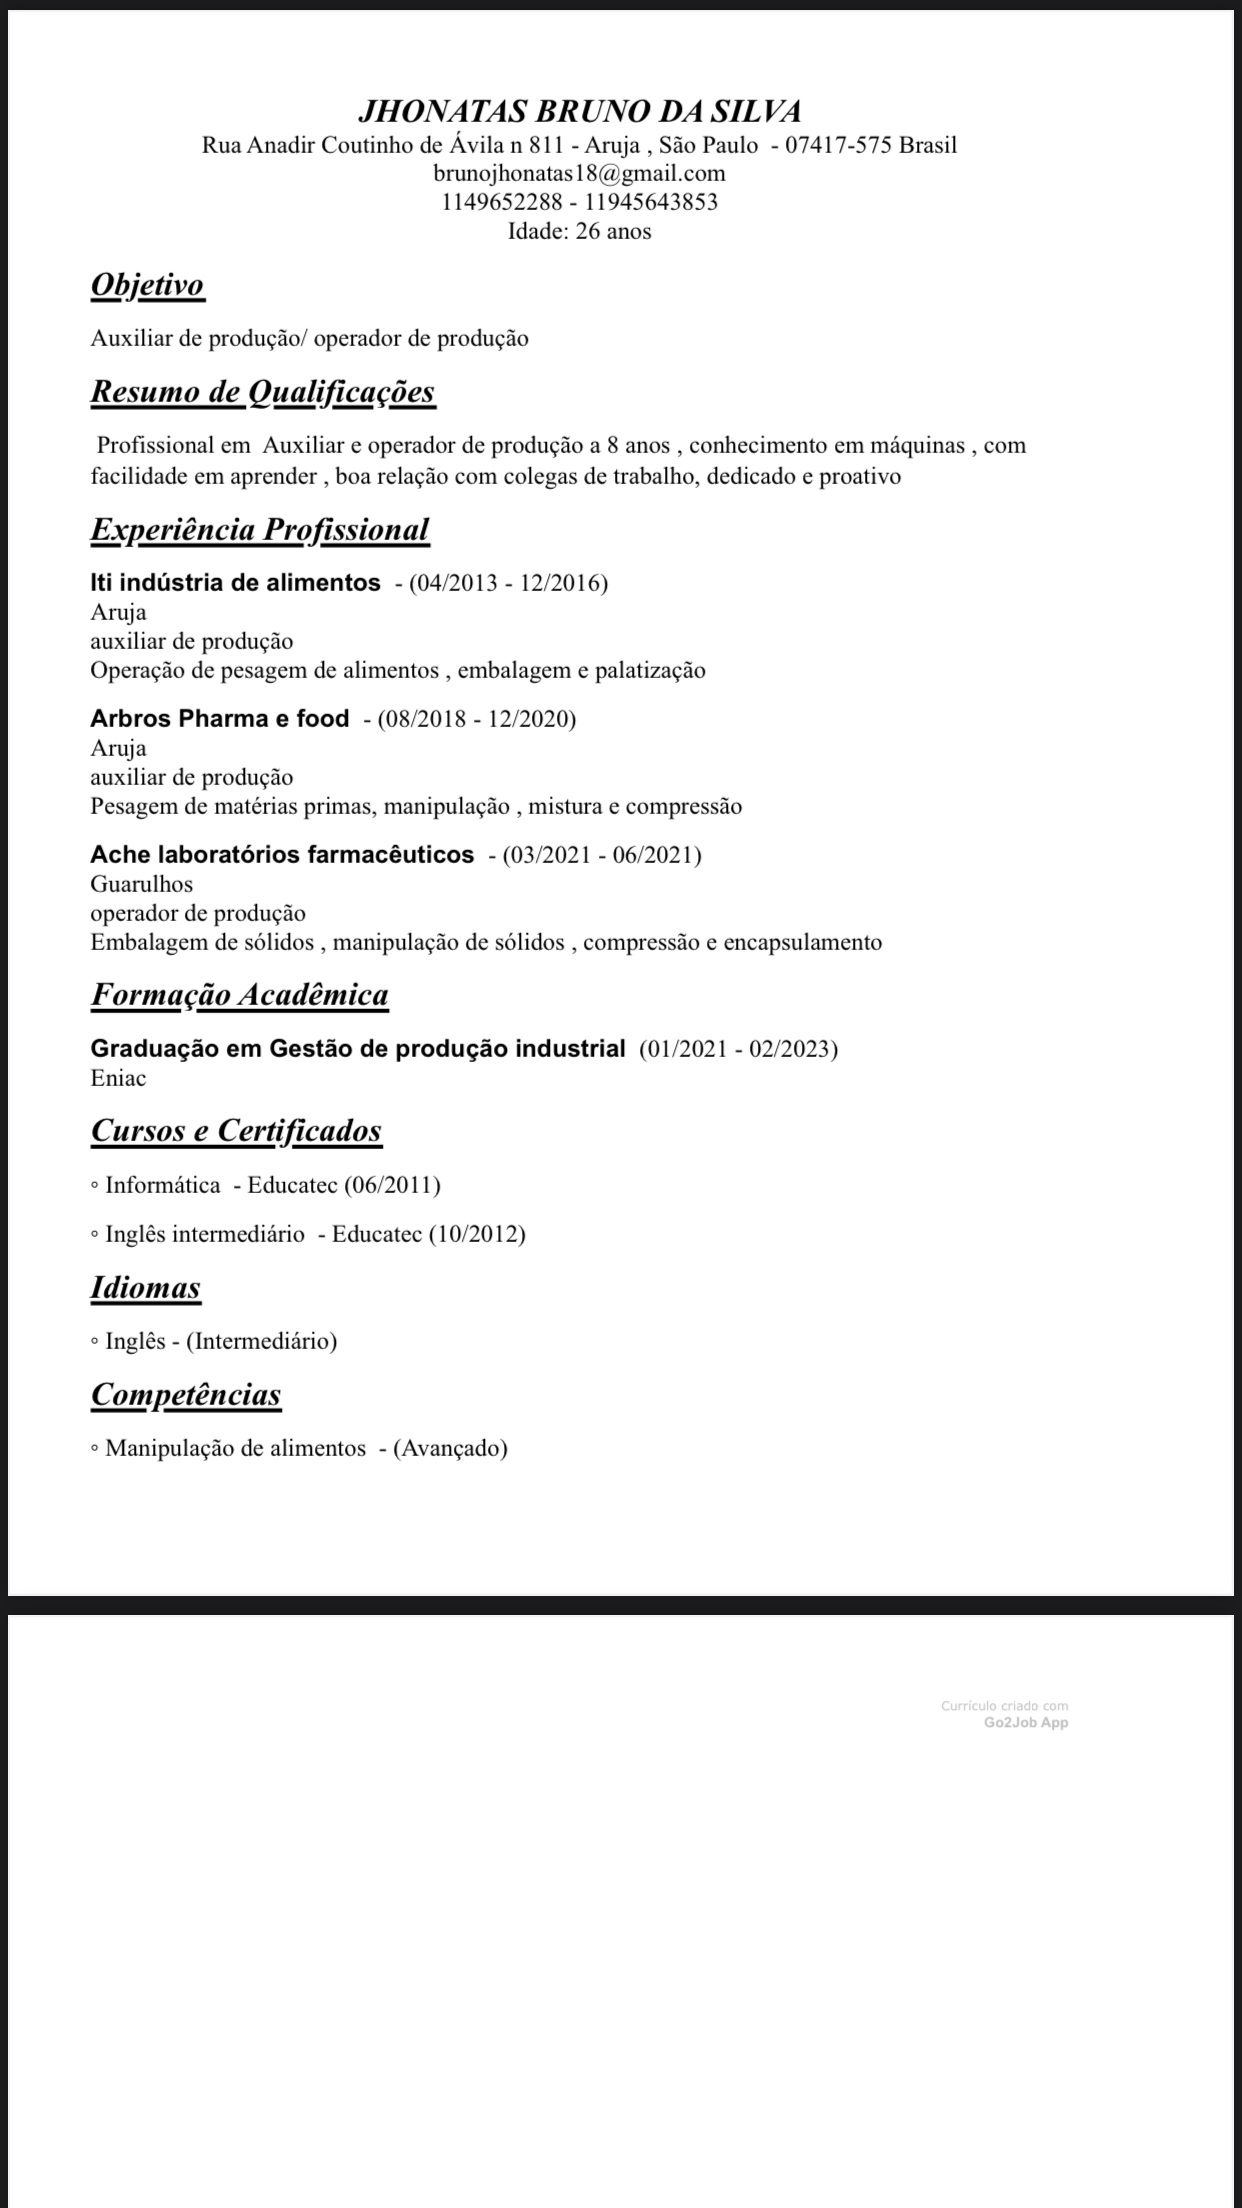 JHONATAS BRUNO DA SILVA
Rua Anadir Coutinho de Ávila n 811 - Aruja , São Paulo - 07417-575 Brasil
brunojhonatas18@gmail.com
1149652288 - 11945643853
Idade: 26 anos
Objetivo
Auxiliar de produção/ operador de produção
Resumo de Qualificações
Profissional em Auxiliar e operador de produção a 8 anos , conhecimento em máquinas , com
facilidade em aprender , boa relação com colegas de trabalho, dedicado e proativo
Experiência Profissional
Iti indústria de alimentos - (04/2013 - 12/2016)
Aruja
auxiliar de produção
Operação de pesagem de alimentos , embalagem e palatização
Arbros Pharma e food - (08/2018 - 12/2020)
Aruja
auxiliar de produção
Pesagem de matérias primas, manipulação , mistura e compressão
Ache laboratórios farmacêuticos - (03/2021 - 06/2021)
Guarulhos
operador de produção
Embalagem de sólidos , manipulação de sólidos , compressão e encapsulamento
Formação Acadêmica
Graduação em Gestão de produção industrial (01/2021 - 02/2023)
Eniac
Cursos e Certificados
◦ Informática - Educatec (06/2011)
◦ Inglês intermediário - Educatec (10/2012)
Idiomas
◦ Inglês - (Intermediário)
Competências
◦ Manipulação de alimentos - (Avançado)
Currículo criado com
Go2Job App